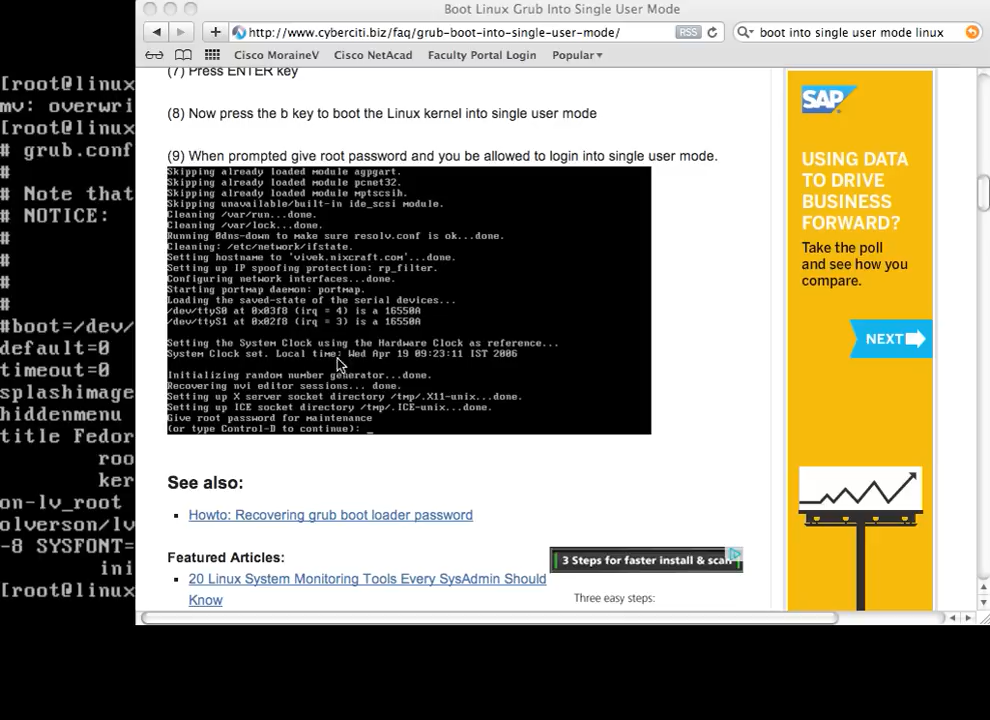 Boot Linux Grub Into Single User Mode
http://www.cyberciti.biz/faq/grub-boot-into-single-user-mode/
RSS
boot into single user mode linux
Cisco MoraineV
Cisco NetAcad
Faculty Portal Login
Popular▾
[root@linux
mv: overwri
[root@linux
# grub.conf
#
# Note that
# NOTICE:
#
#
#
#
#boot=/dev/
default=0
timeout=0
splashimage
hiddenmenu
title Fedor
roo
ker
on-lv_root
olverson/lv
-8 SYSFONT=
ini
[root@linux
(7) Press ENTER key
(8) Now press the b key to boot the Linux kernel into single user mode
(9) When prompted give root password and you be allowed to login into single user mode.
Skipping already loaded module agpgart.
Skipping already loaded module pcnet32.
Skipping already loaded module mptscsih.
Skipping unavailable/built-in ide_scsi module.
Cleaning /var/run...done.
Cleaning /var/lock...done.
Running 0dns-down to make sure resolv.conf is ok...done.
Cleaning: /etc/network/ifstate.
Setting hostname to 'vivek.nixcraft.com'...done.
Setting up IP spoofing protection: rp_filter.
Configuring network interfaces...done.
Starting portmap daemon: portmap.
Loading the saved-state of the serial devices...
/dev/ttyS0 at 0x03f8 (irq = 4) is a 16550A
/dev/ttyS1 at 0x02f8 (irq = 3) is a 16550A
Setting the System Clock using the Hardware Clock as reference...
System Clock set. Local time: Wed Apr 19 09:23:11 IST 2006
Initializing random number generator...done.
Recovering nvi editor sessions... done.
Setting up X server socket directory /tmp/.X11-unix...done.
Setting up ICE socket directory /tmp/.ICE-unix...done.
Give root password for maintenance
(or type Control-D to continue): _
See also:
Howto: Recovering grub boot loader password
Featured Articles:
20 Linux System Monitoring Tools Every SysAdmin Should
Know
3 Steps for faster install & scan
Three easy steps:
SAP
USING DATA
TO DRIVE
BUSINESS
FORWARD?
Take the poll
and see how you
compare.
NEXT